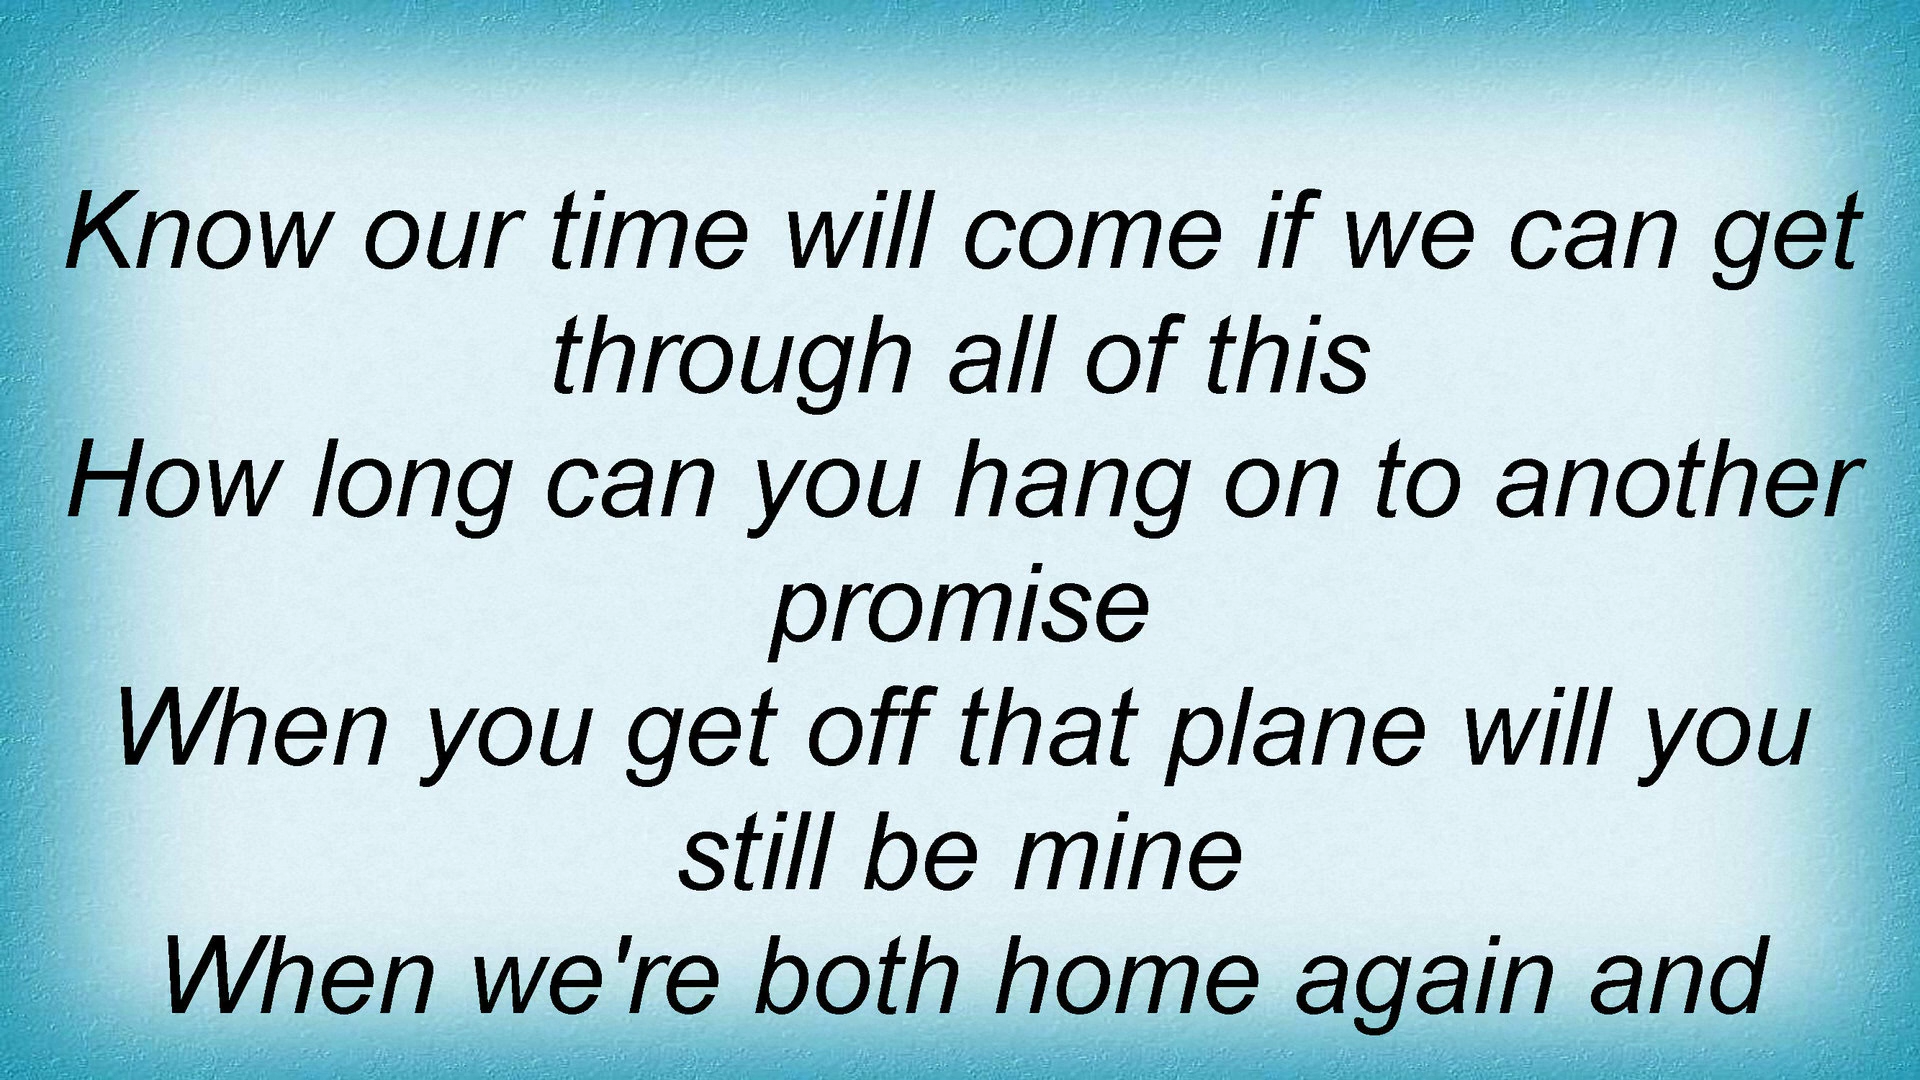 Know our time will come if we can get
through all of this
How long can you hang on to another
promise
When you get off that plane will you
still be mine
When we're both home again and